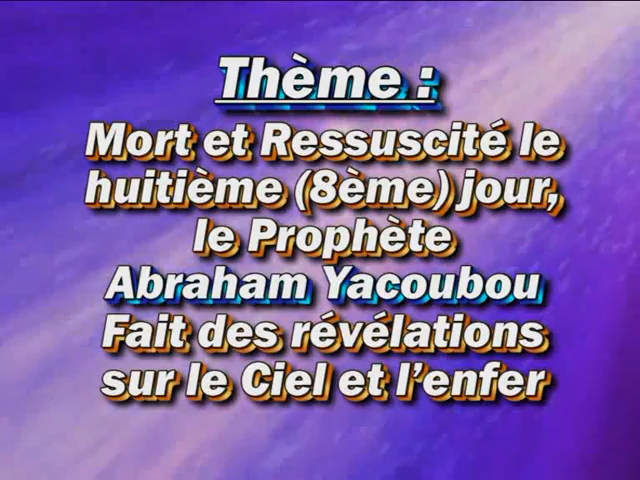 Thème :
Mort et Ressuscité le
huitième (8ème) jour,
le Prophète
Abraham Yacoubou
Fait des révélations
sur le Ciel et l'enfer